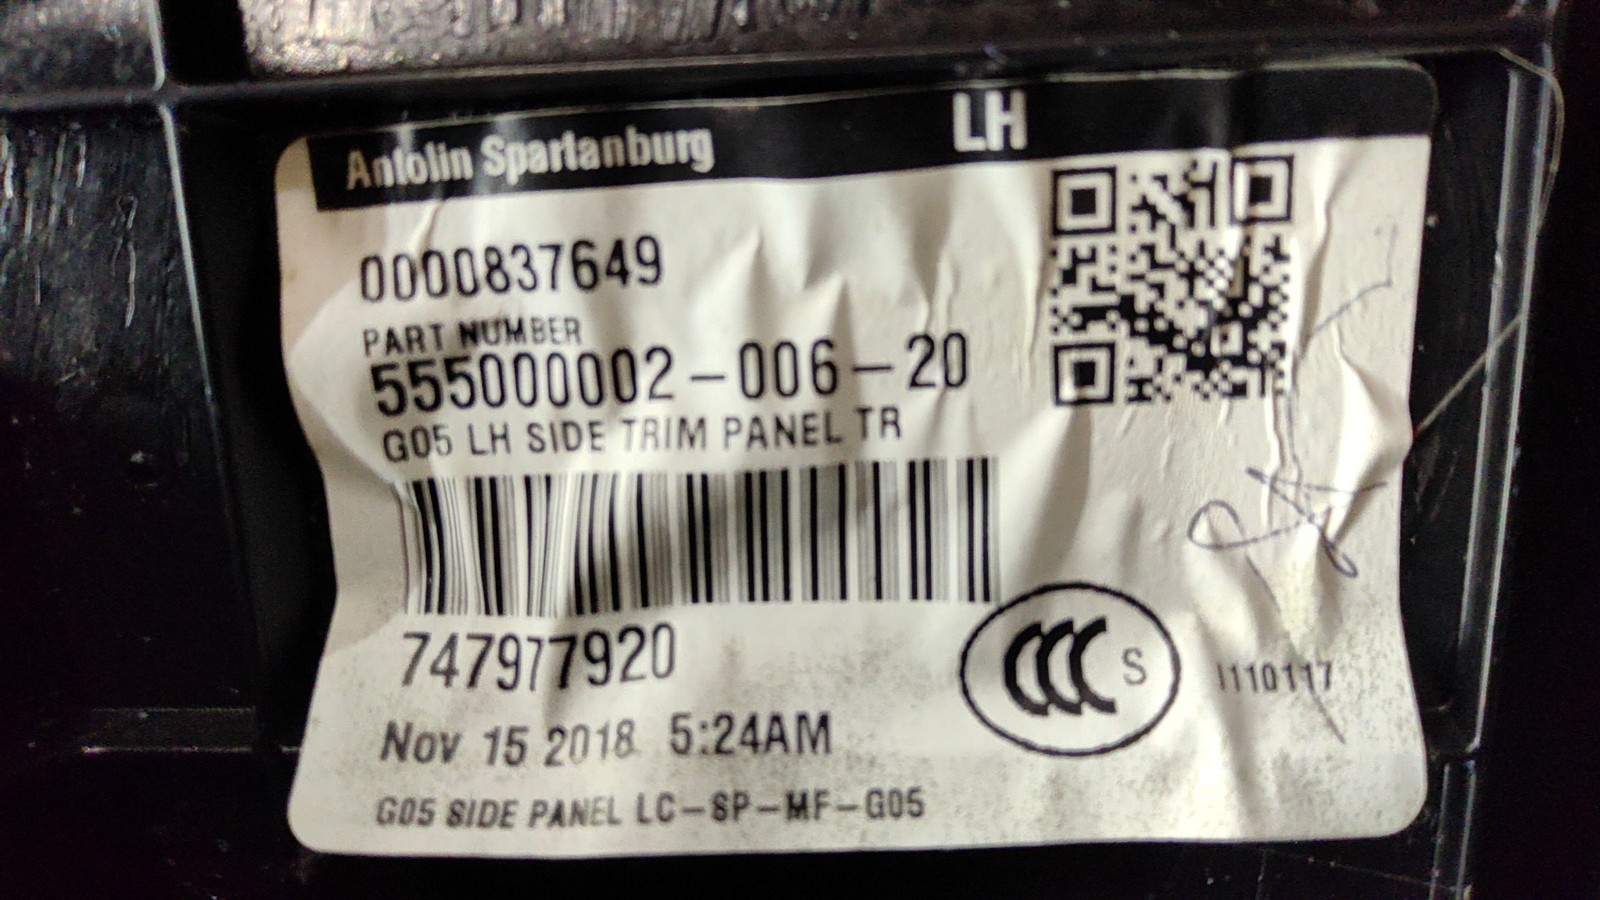 Antolin Spartanburg LH
0000837649
PART NUMBER
555000002-006-20
G05 LH SIDE TRIM PANEL TR
747977920
CCC S
1110117
Nov 15 2018 5:24AM
G05 SIDE PANEL LC-SP-MF-G05